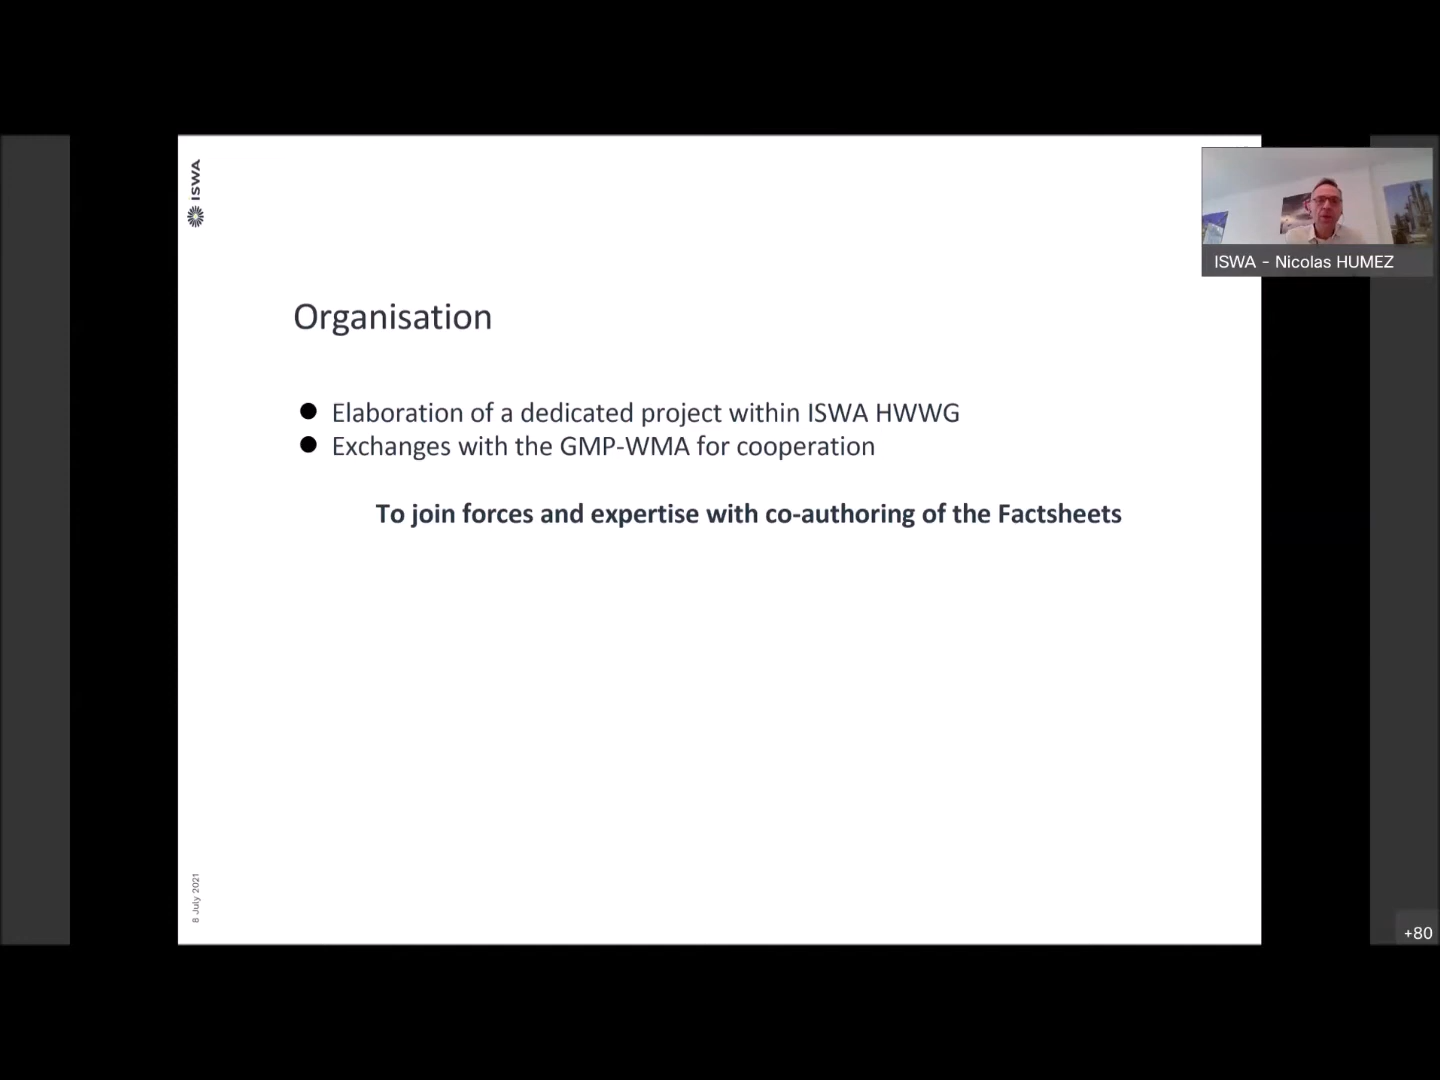 ISWA
Organisation
Elaboration of a dedicated project within ISWA HWWG
Exchanges with the GMP-WMA for cooperation
To join forces and expertise with co-authoring of the Factsheets
8 July 2021
ISWA - Nicolas HUMEZ
+80